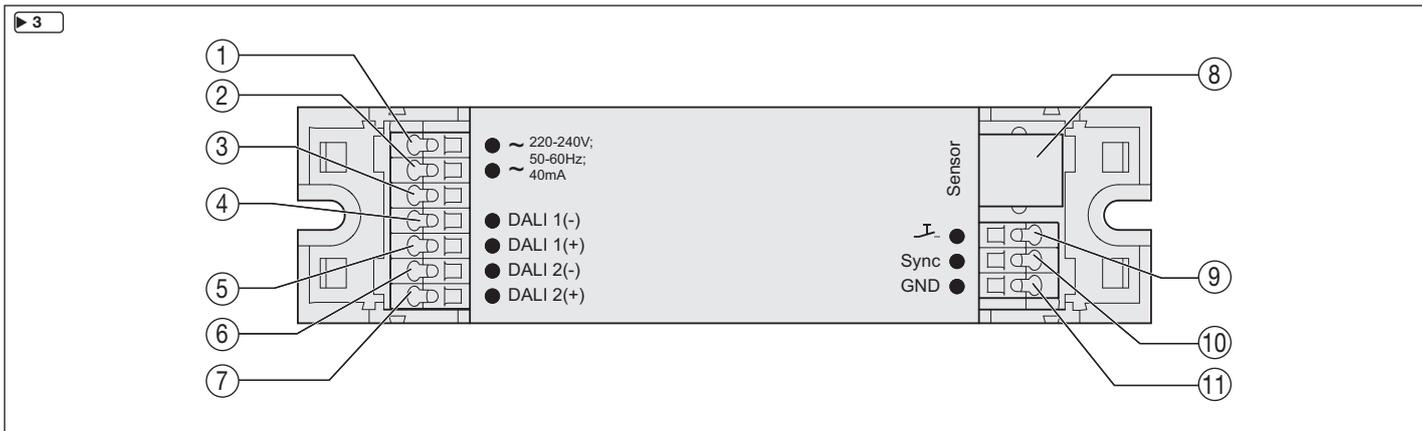 ▶ 3
1
2
3
4
5
6
7
~ 220-240V;
50-60Hz;
~ 40mA
DALI 1(-)
DALI 1(+)
DALI 2(-)
DALI 2(+)
Sensor
Sync
GND
8
9
10
11